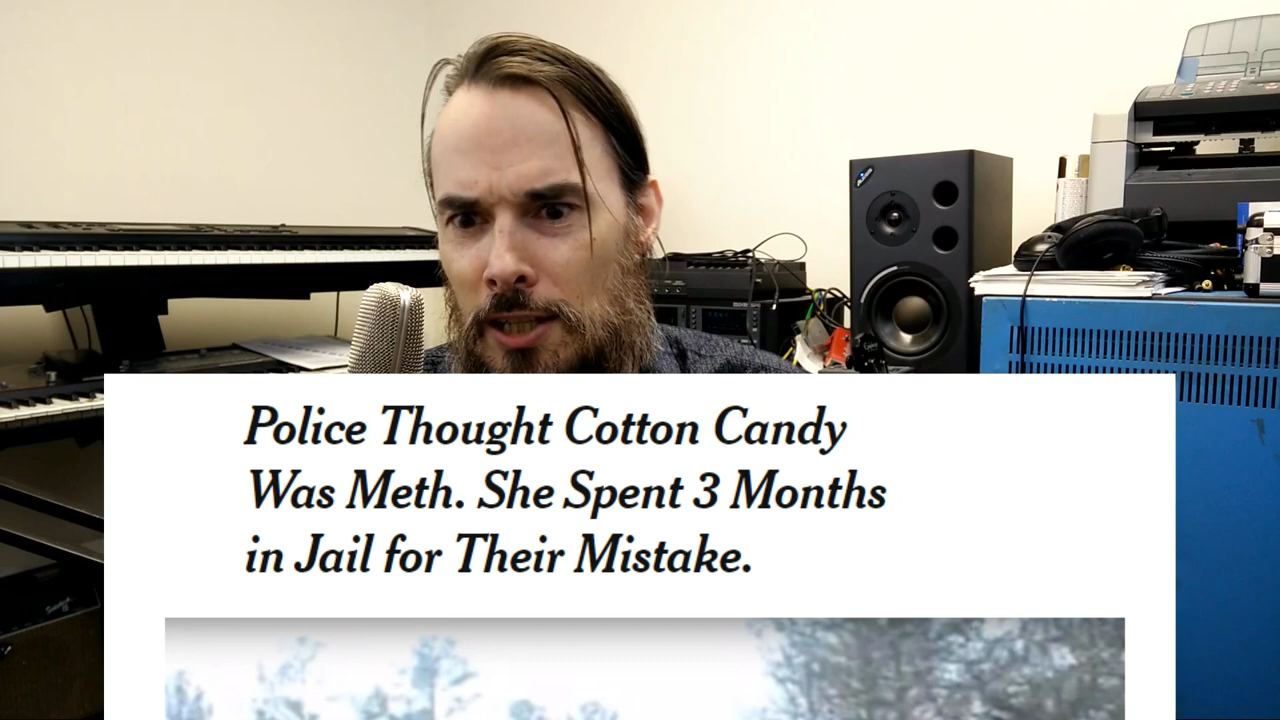 Police Thought Cotton Candy
Was Meth. She Spent 3 Months
in Jail for Their Mistake.